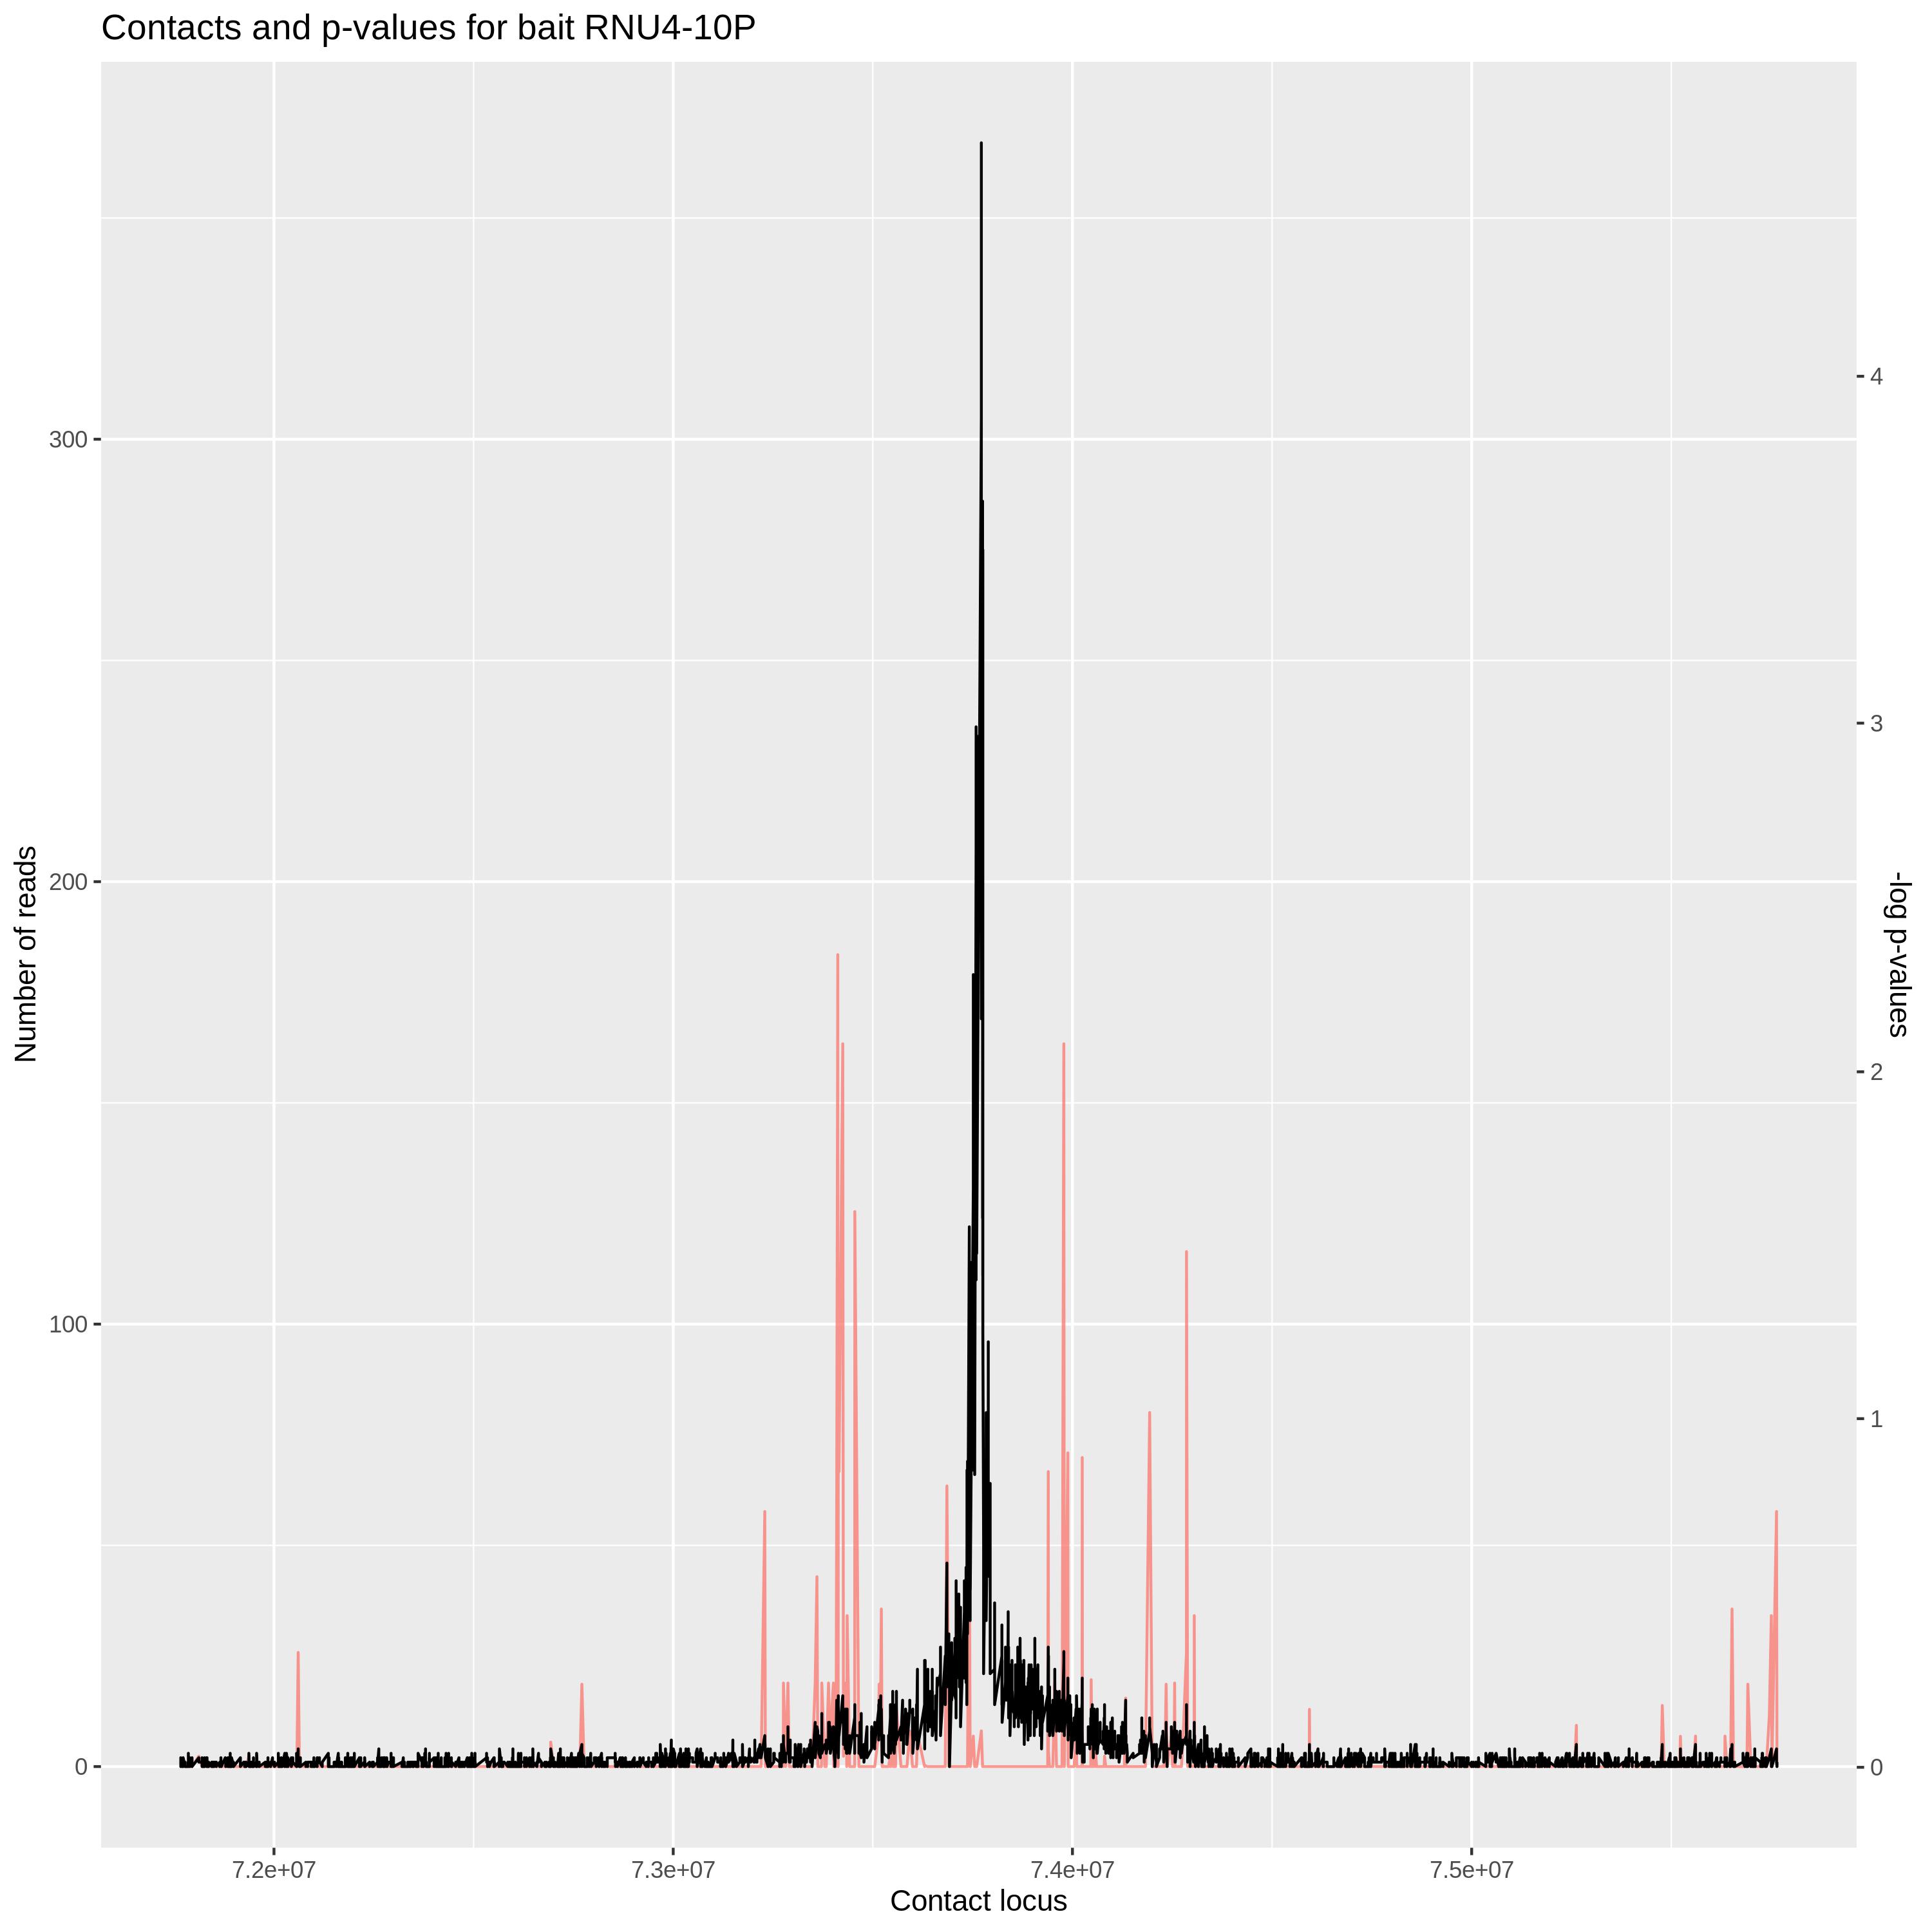 Contacts and p-values for bait RNU4-10P
Number of reads
300
200
100
0
4
3
2
1
0
-log p-values
7.2e+07
7.3e+07
7.4e+07
7.5e+07
Contact locus